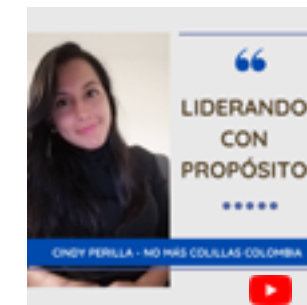 LIDERANDO
CON
PROPÓSITO
CINDY PERILLA - NO MÁS COLILLAS COLOMBIA